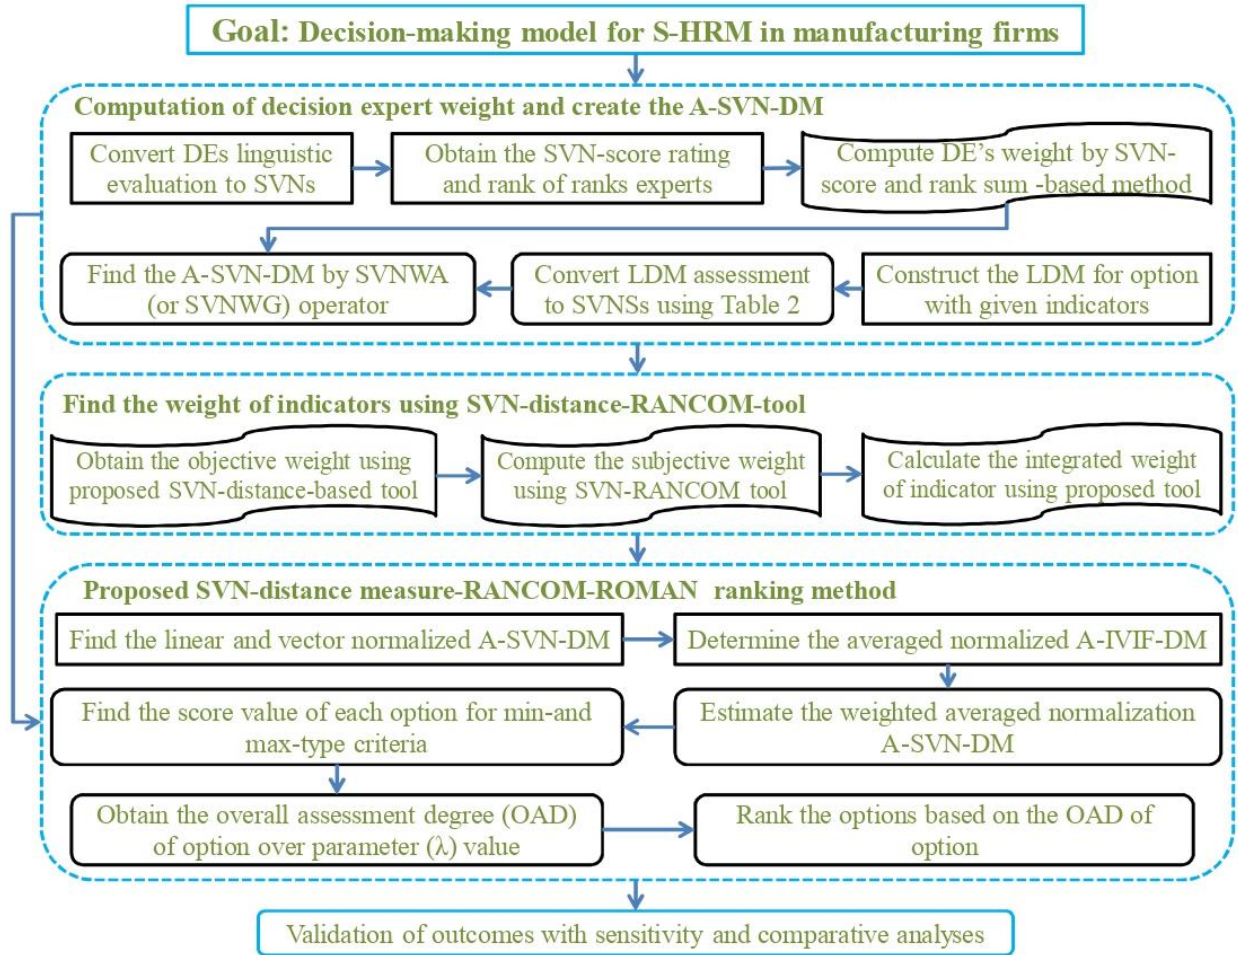 Goal: Decision-making model for S-HRM in manufacturing firms
Computation of decision expert weight and create the A-SVN-DM
Convert DEs linguistic
evaluation to SVNs
Obtain the SVN-score rating
and rank of ranks experts
Compute DE's weight by SVN-
score and rank sum -based method
Find the A-SVN-DM by SVNWA
(or SVNWG) operator
Convert LDM assessment
to SVNSs using Table 2
Construct the LDM for option
with given indicators
Find the weight of indicators using SVN-distance-RANCOM-tool
Obtain the objective weight using
proposed SVN-distance-based tool
Compute the subjective weight
using SVN-RANCOM tool
Calculate the integrated weight
of indicator using proposed tool
Proposed SVN-distance measure-RANCOM-ROMAN ranking method
Find the linear and vector normalized A-SVN-DM
Determine the averaged normalized A-IVIF-DM
Find the score value of each option for min-and
max-type criteria
Estimate the weighted averaged normalization
A-SVN-DM
Obtain the overall assessment degree (OAD)
of option over parameter (λ) value
Rank the options based on the OAD of
option
Validation of outcomes with sensitivity and comparative analyses